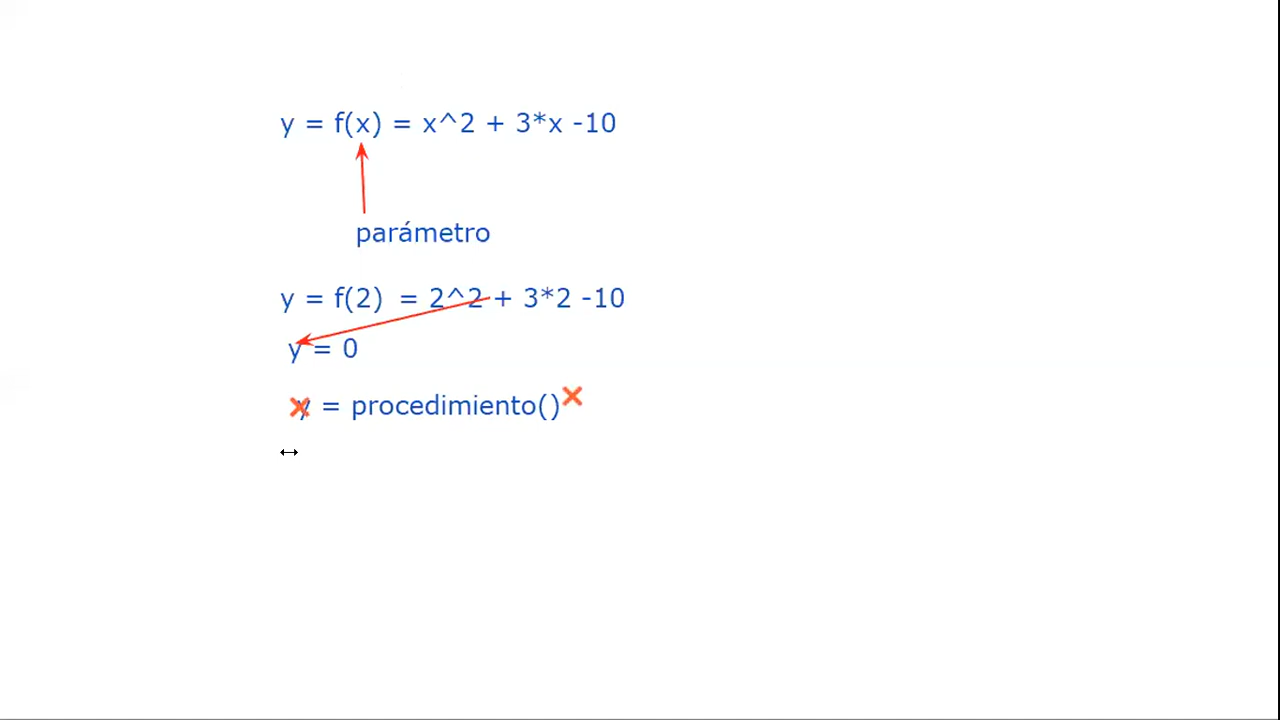 y = f(x) = x^2 + 3*x -10
parámetro
y = f(2) = 2^2 + 3*2 -10
y = 0
y = procedimiento()